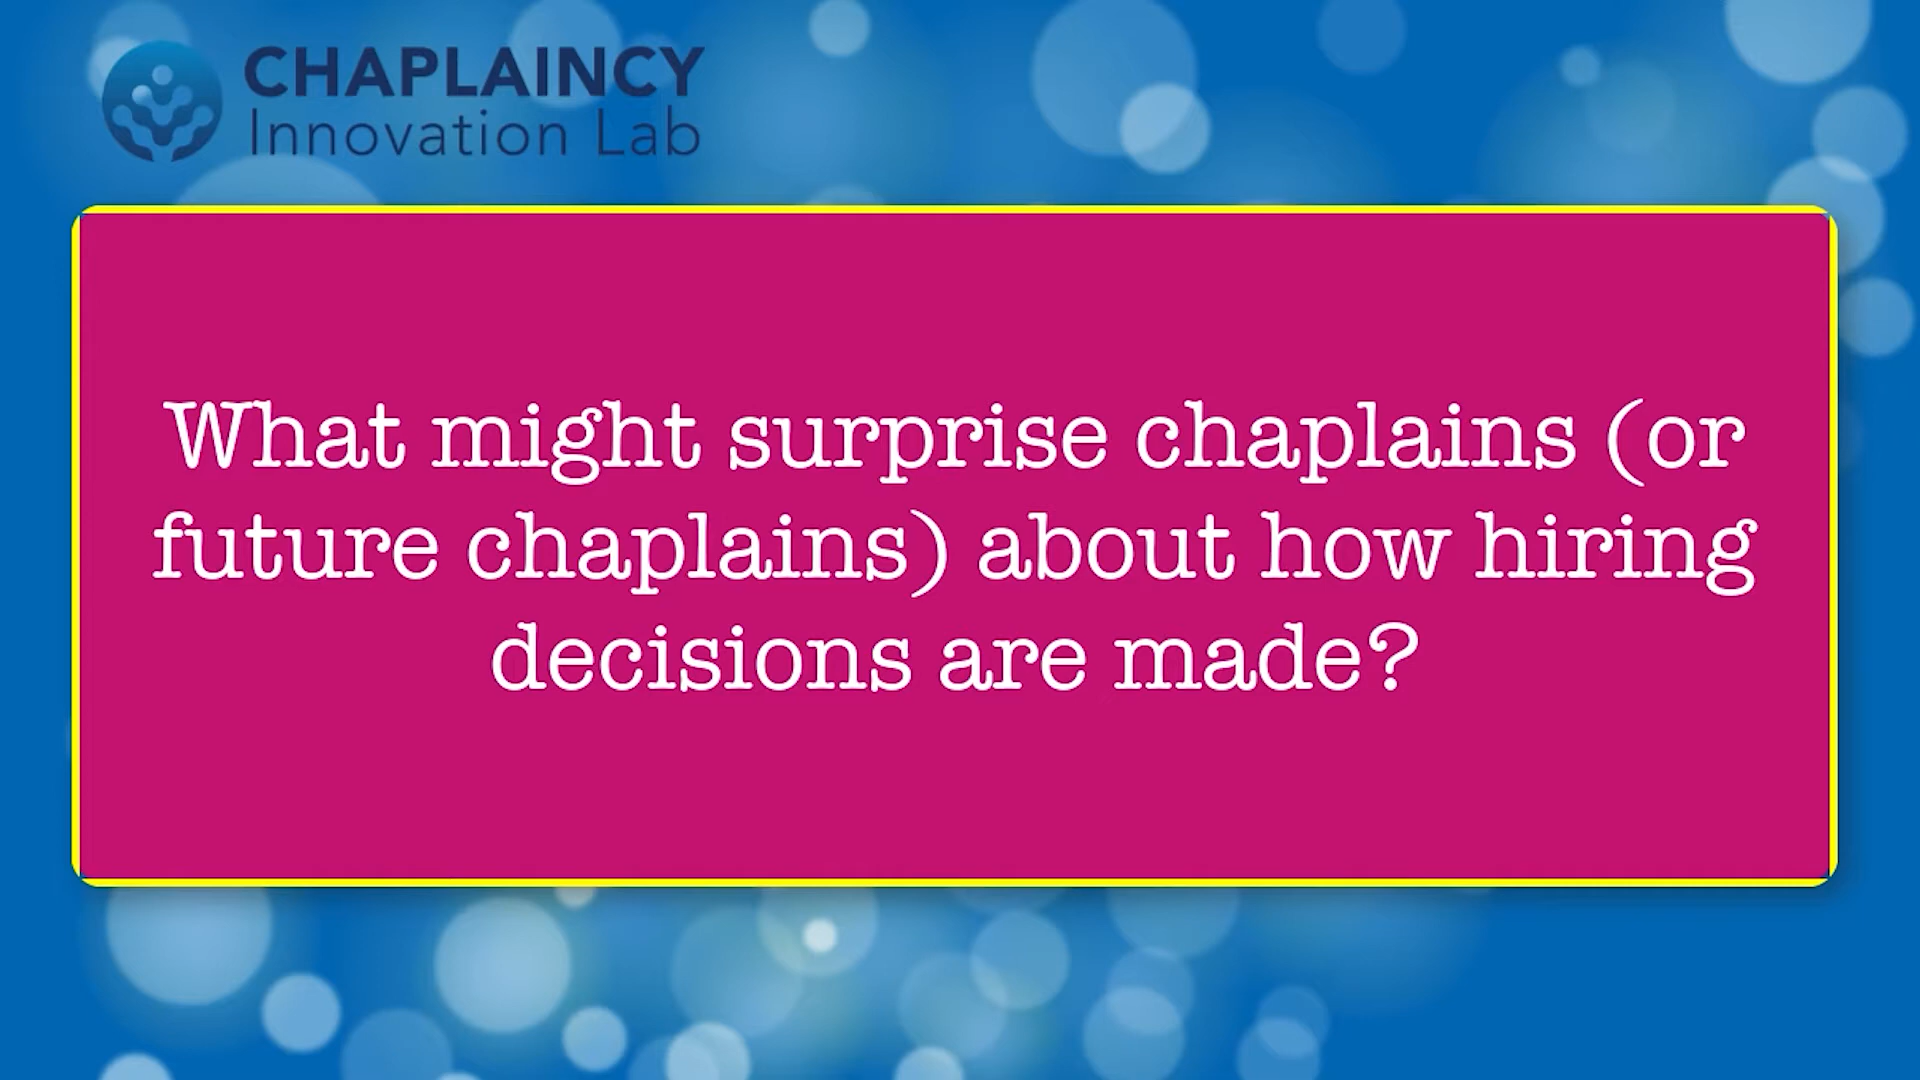 CHAPLAINCY
Innovation Lab
What might surprise chaplains (or
future chaplains) about how hiring
decisions are made?